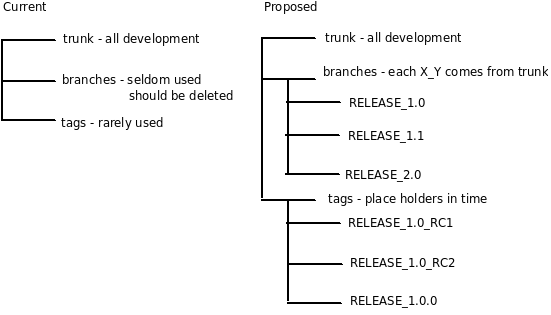 Current
trunk - all development
branches - seldom used
should be deleted
tags - rarely used
Proposed
trunk - all development
branches - each X_Y comes from trunk
RELEASE_1.0
RELEASE_1.1
RELEASE_2.0
tags - place holders in time
RELEASE_1.0_RC1
RELEASE_1.0_RC2
RELEASE_1.0.0